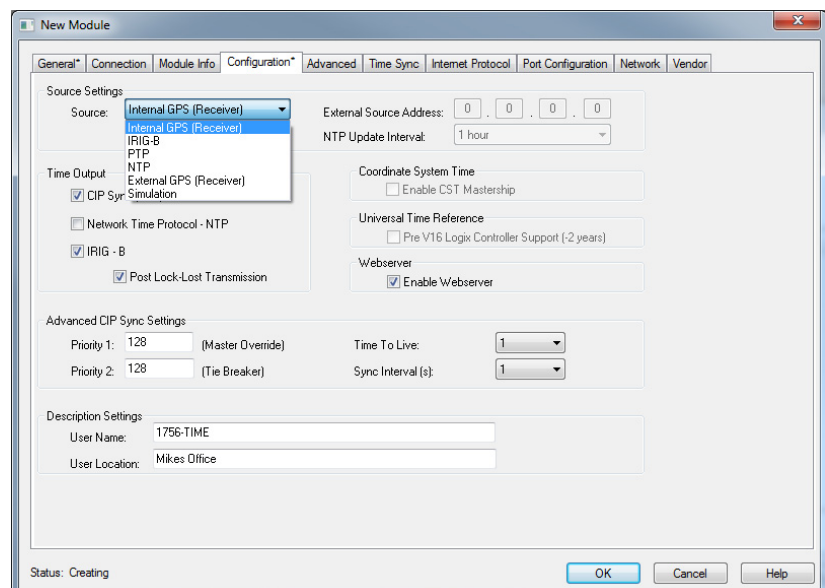 New Module
General* Connection Module Info Configuration* Advanced Time Sync Internet Protocol Port Configuration Network Vendor
Source Settings
Source: Internal GPS (Receiver)
External Source Address: 0 . 0 . 0 . 0
Internal GPS (Receiver)
IRIG-B
PTP
NTP
External GPS (Receiver)
Simulation
NTP Update Interval: 1 hour
Time Output
CIP
Network Time Protocol - NTP
IRIG - B
Post Lock-Lost Transmission
Coordinate System Time
Enable CST Mastership
Universal Time Reference
Pre V16 Logix Controller Support (-2 years)
Webserver
Enable Webserver
Advanced CIP Sync Settings
Priority 1: 128 (Master Override) Time To Live: 1
Priority 2: 128 (Tie Breaker) Sync Interval (s): 1
Description Settings
User Name: 1756-TIME
User Location: Mikes Office
Status: Creating
OK Cancel Help